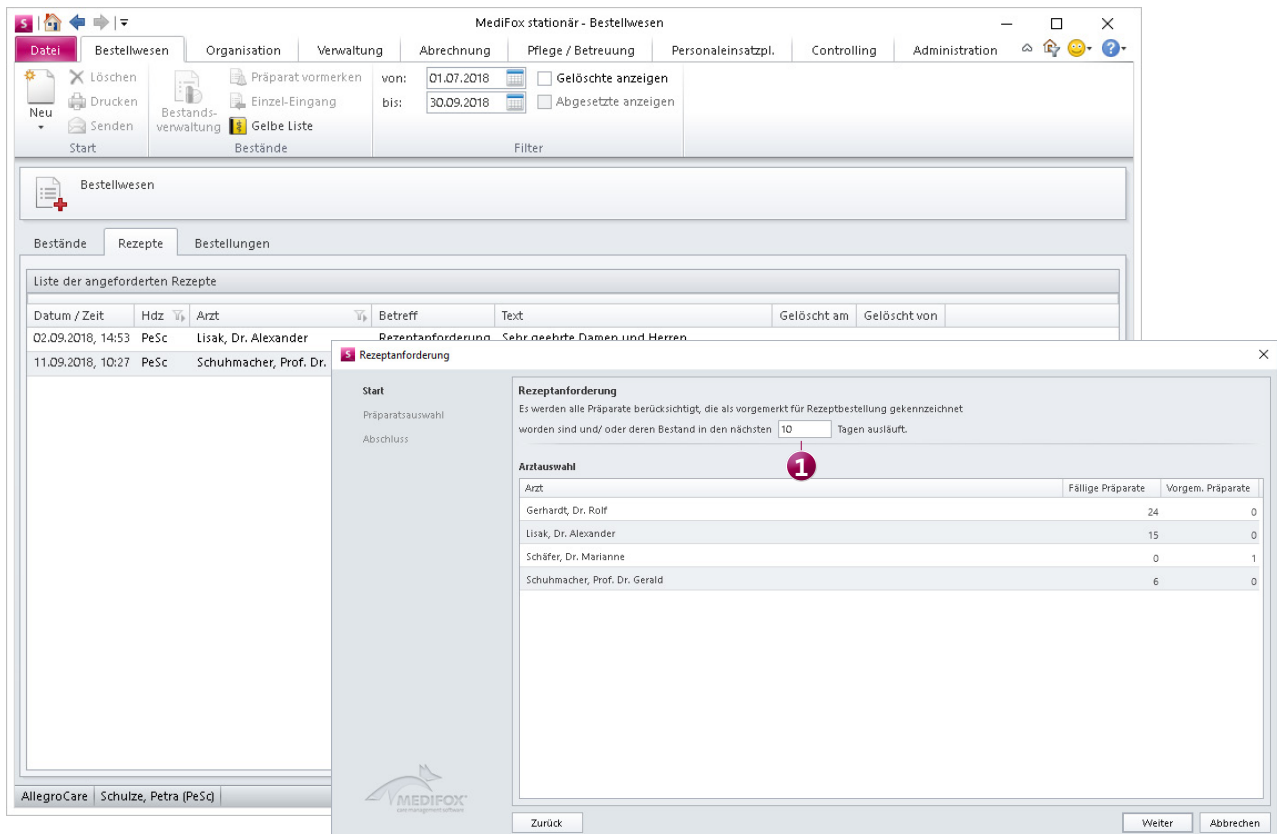 MediFox stationär - Bestellwesen
Datei Bestellwesen Organisation Verwaltung Abrechnung Pflege / Betreuung Personaleinsatzpl. Controlling Administration
Neu
Löschen
Drucken
Senden
Start
Bestands-
verwaltung
Präparat vormerken
Einzel-Eingang
Gelbe Liste
Bestände
von: 01.07.2018 Gelöschte anzeigen
bis: 30.09.2018 Abgesetzte anzeigen
Filter
Bestellwesen
Bestände Rezepte Bestellungen
Liste der angeforderten Rezepte
Datum / Zeit Hdz Arzt Betreff Text Gelöscht am Gelöscht von
02.09.2018, 14:53 PeSc Lisak, Dr. Alexander Rezeptanforderung Sehr geehrte Damen und Herren
11.09.2018, 10:27 PeSc Schuhmacher, Prof. Dr.
AllegroCare Schulze, Petra (PeSc)
S Rezeptanforderung
Start
Präparatsauswahl
Abschluss
MEDIFOX
Rezeptanforderung
Es werden alle Präparate berücksichtigt, die als vorgemerkt für Rezeptbestellung gekennzeichnet
worden sind und/ oder deren Bestand in den nächsten 10 Tagen ausläuft.
1
Arztauswahl
Arzt Fällige Präparate Vorgem. Präparate
Gerhardt, Dr. Rolf 24 0
Lisak, Dr. Alexander 15 0
Schäfer, Dr. Marianne 0 1
Schuhmacher, Prof. Dr. Gerald 6 0
Zurück Weiter Abbrechen